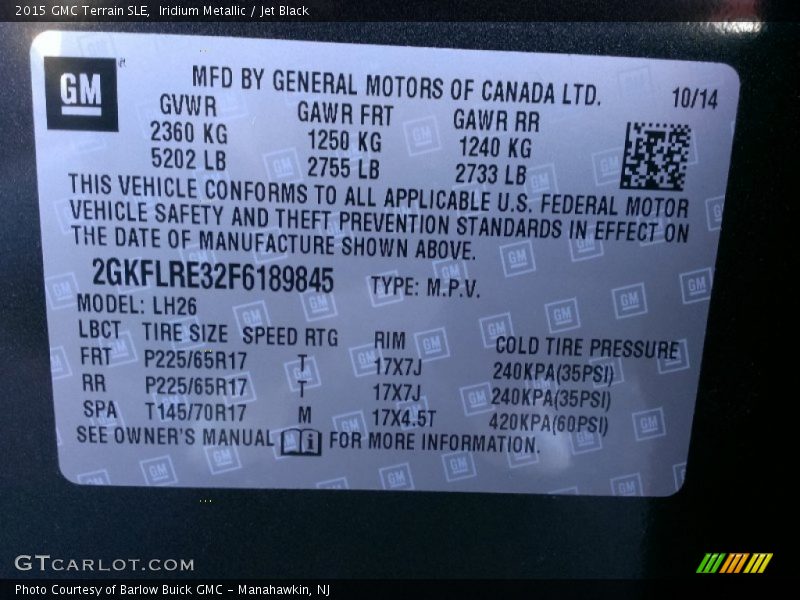 2015 GMC Terrain SLE,  Iridium Metallic / Jet Black
GM
MFD BY GENERAL MOTORS OF CANADA LTD.
10/14
GVWR GAWR FRT GAWR RR
2360 KG 1250 KG 1240 KG
5202 LB 2755 LB 2733 LB
THIS VEHICLE CONFORMS TO ALL APPLICABLE U.S. FEDERAL MOTOR
VEHICLE SAFETY AND THEFT PREVENTION STANDARDS IN EFFECT ON
THE DATE OF MANUFACTURE SHOWN ABOVE.
2GKFLRE32F6189845 TYPE: M.P.V.
MODEL: LH26
LBCT TIRE SIZE SPEED RTG RIM COLD TIRE PRESSURE
FRT P225/65R17 T 17X7J 240KPA(35PSI)
RR P225/65R17 T 17X7J 240KPA(35PSI)
SPA T145/70R17 M 17X4.5T 420KPA(60PSI)
SEE OWNER'S MANUAL FOR MORE INFORMATION.
GTCARLOT.COM
Photo Courtesy of Barlow Buick GMC - Manahawkin, NJ